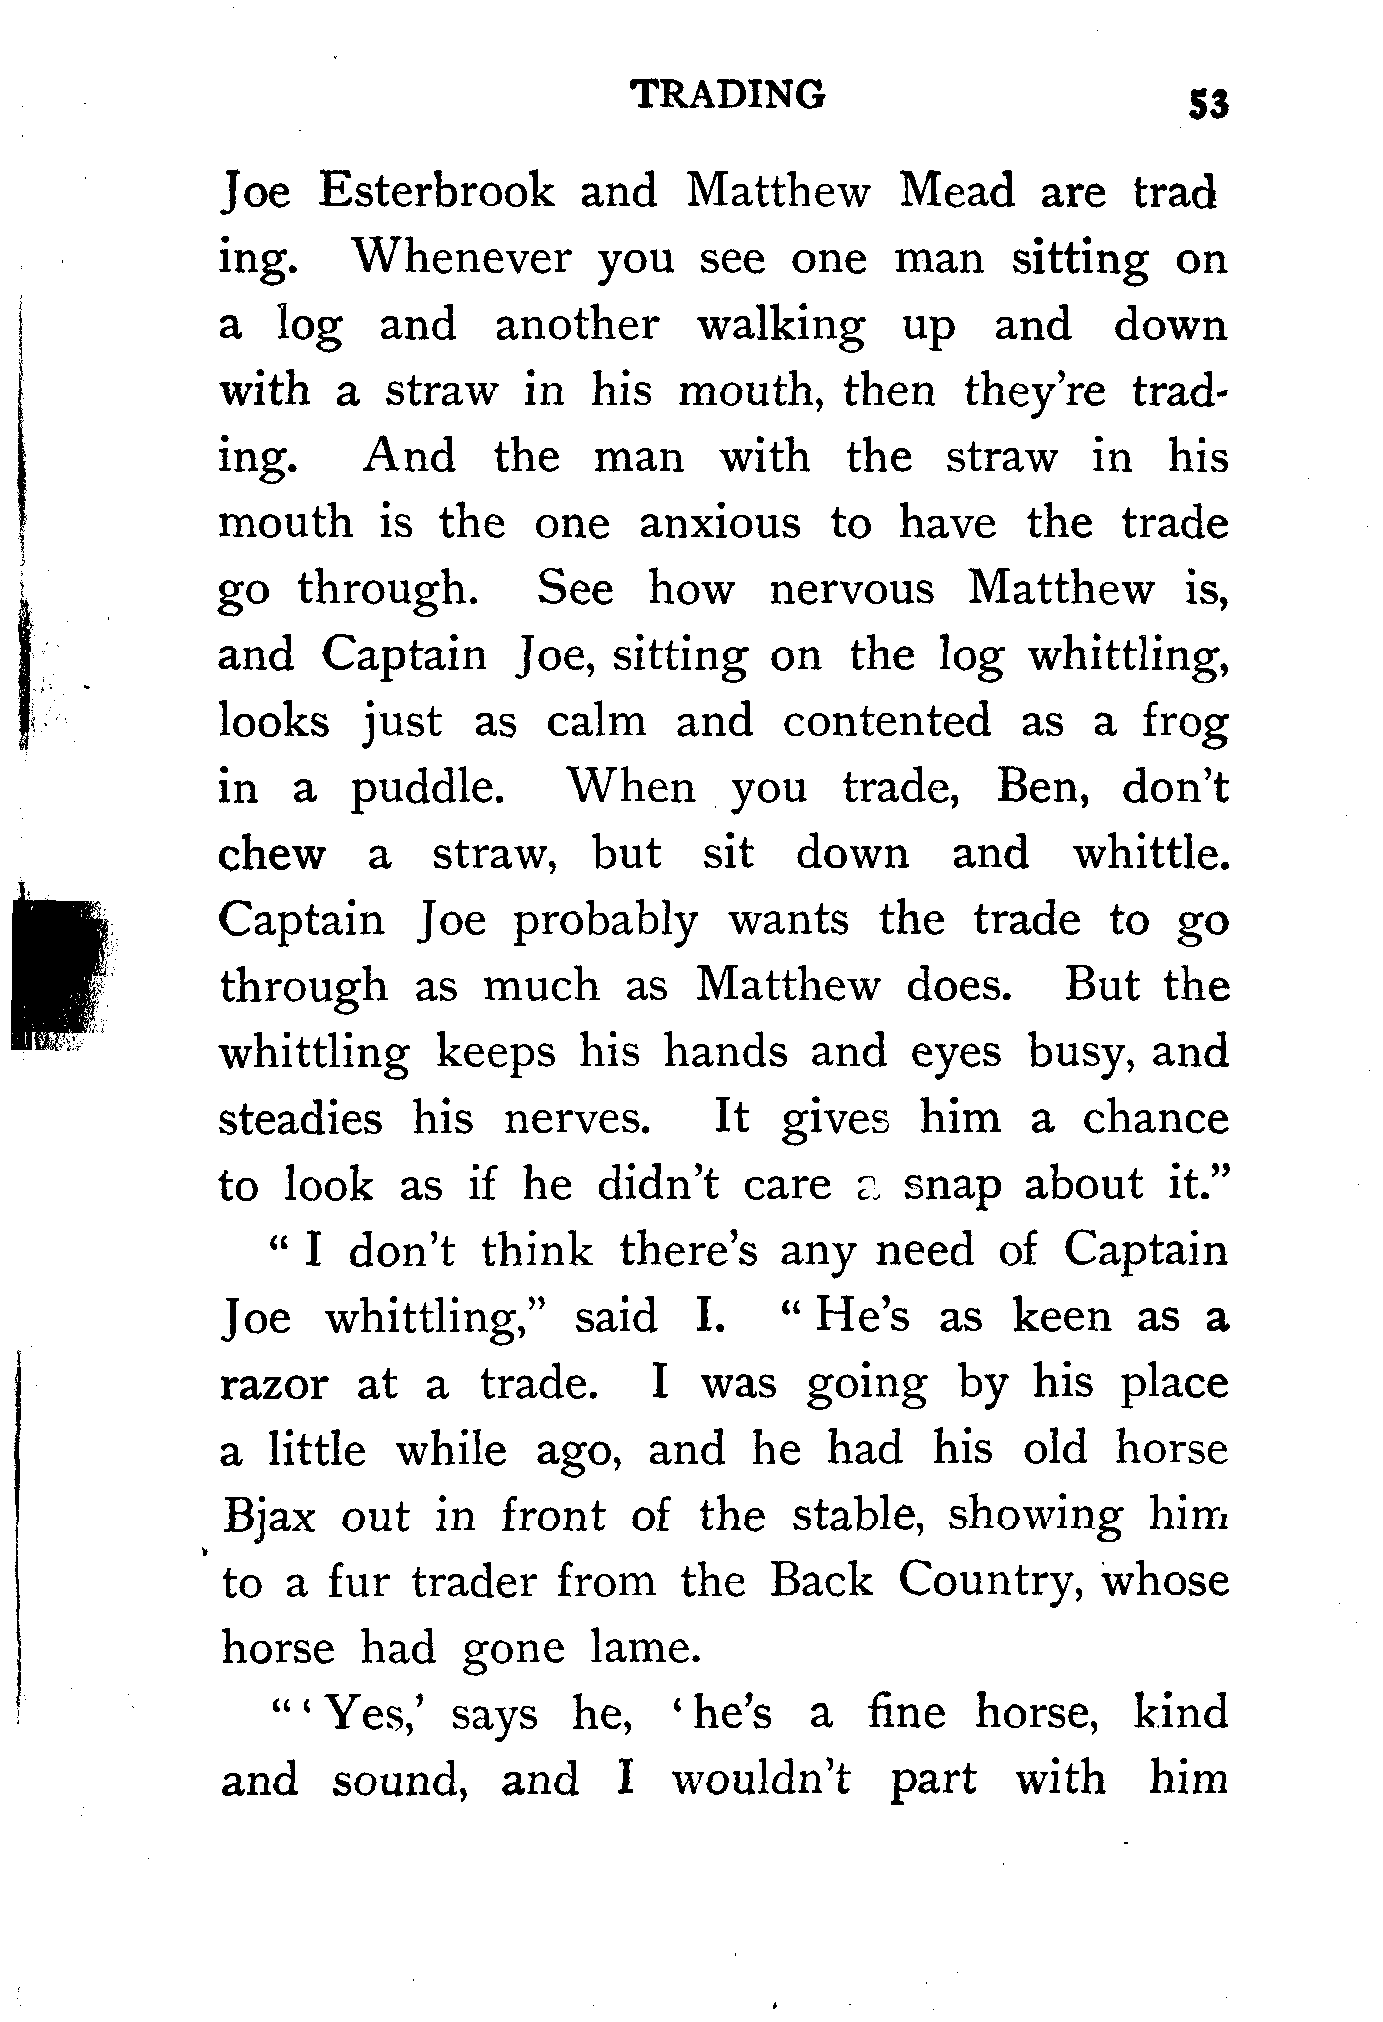 TRADING 53
Joe Esterbrook and Matthew Mead are trad
ing. Whenever you see one man sitting on
a log and another walking up and down
with a straw in his mouth, then they're trad-
ing. And the man with the straw in his
mouth is the one anxious to have the trade
go through. See how nervous Matthew is,
and Captain Joe, sitting on the log whittling,
looks just as calm and contented as a frog
in a puddle. When you trade, Ben, don't
chew a straw, but sit down and whittle.
Captain Joe probably wants the trade to go
through as much as Matthew does. But the
whittling keeps his hands and eyes busy, and
steadies his nerves. It gives him a chance
to look as if he didn't care a snap about it."
" I don't think there's any need of Captain
Joe whittling," said I. " He's as keen as a
razor at a trade. I was going by his place
a little while ago, and he had his old horse
Bjax out in front of the stable, showing him
to a fur trader from the Back Country, whose
horse had gone lame.
" ' Yes,' says he, ' he's a fine horse, kind
and sound, and I wouldn't part with him